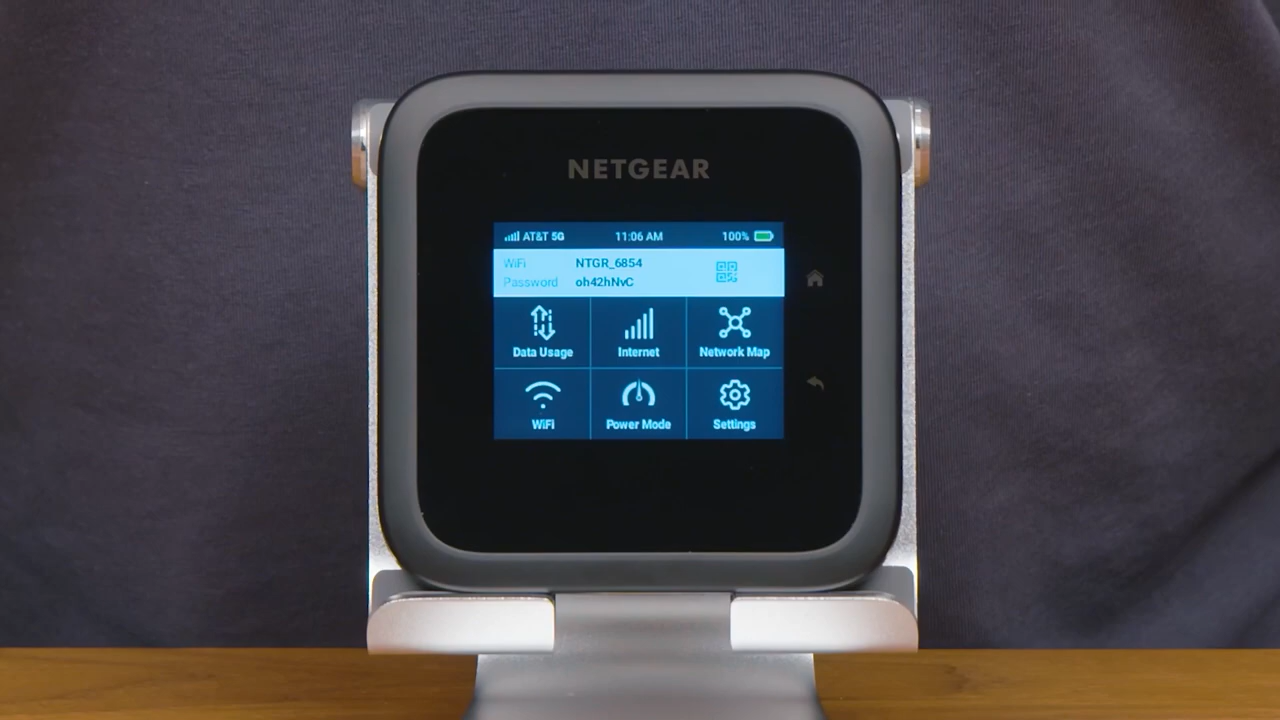 NETGEAR
AT&T 5G 11:06 AM 100%
WiFi NTGR_6854
Password oh42hNvC
Data Usage Internet Network Map
WiFi Power Mode Settings